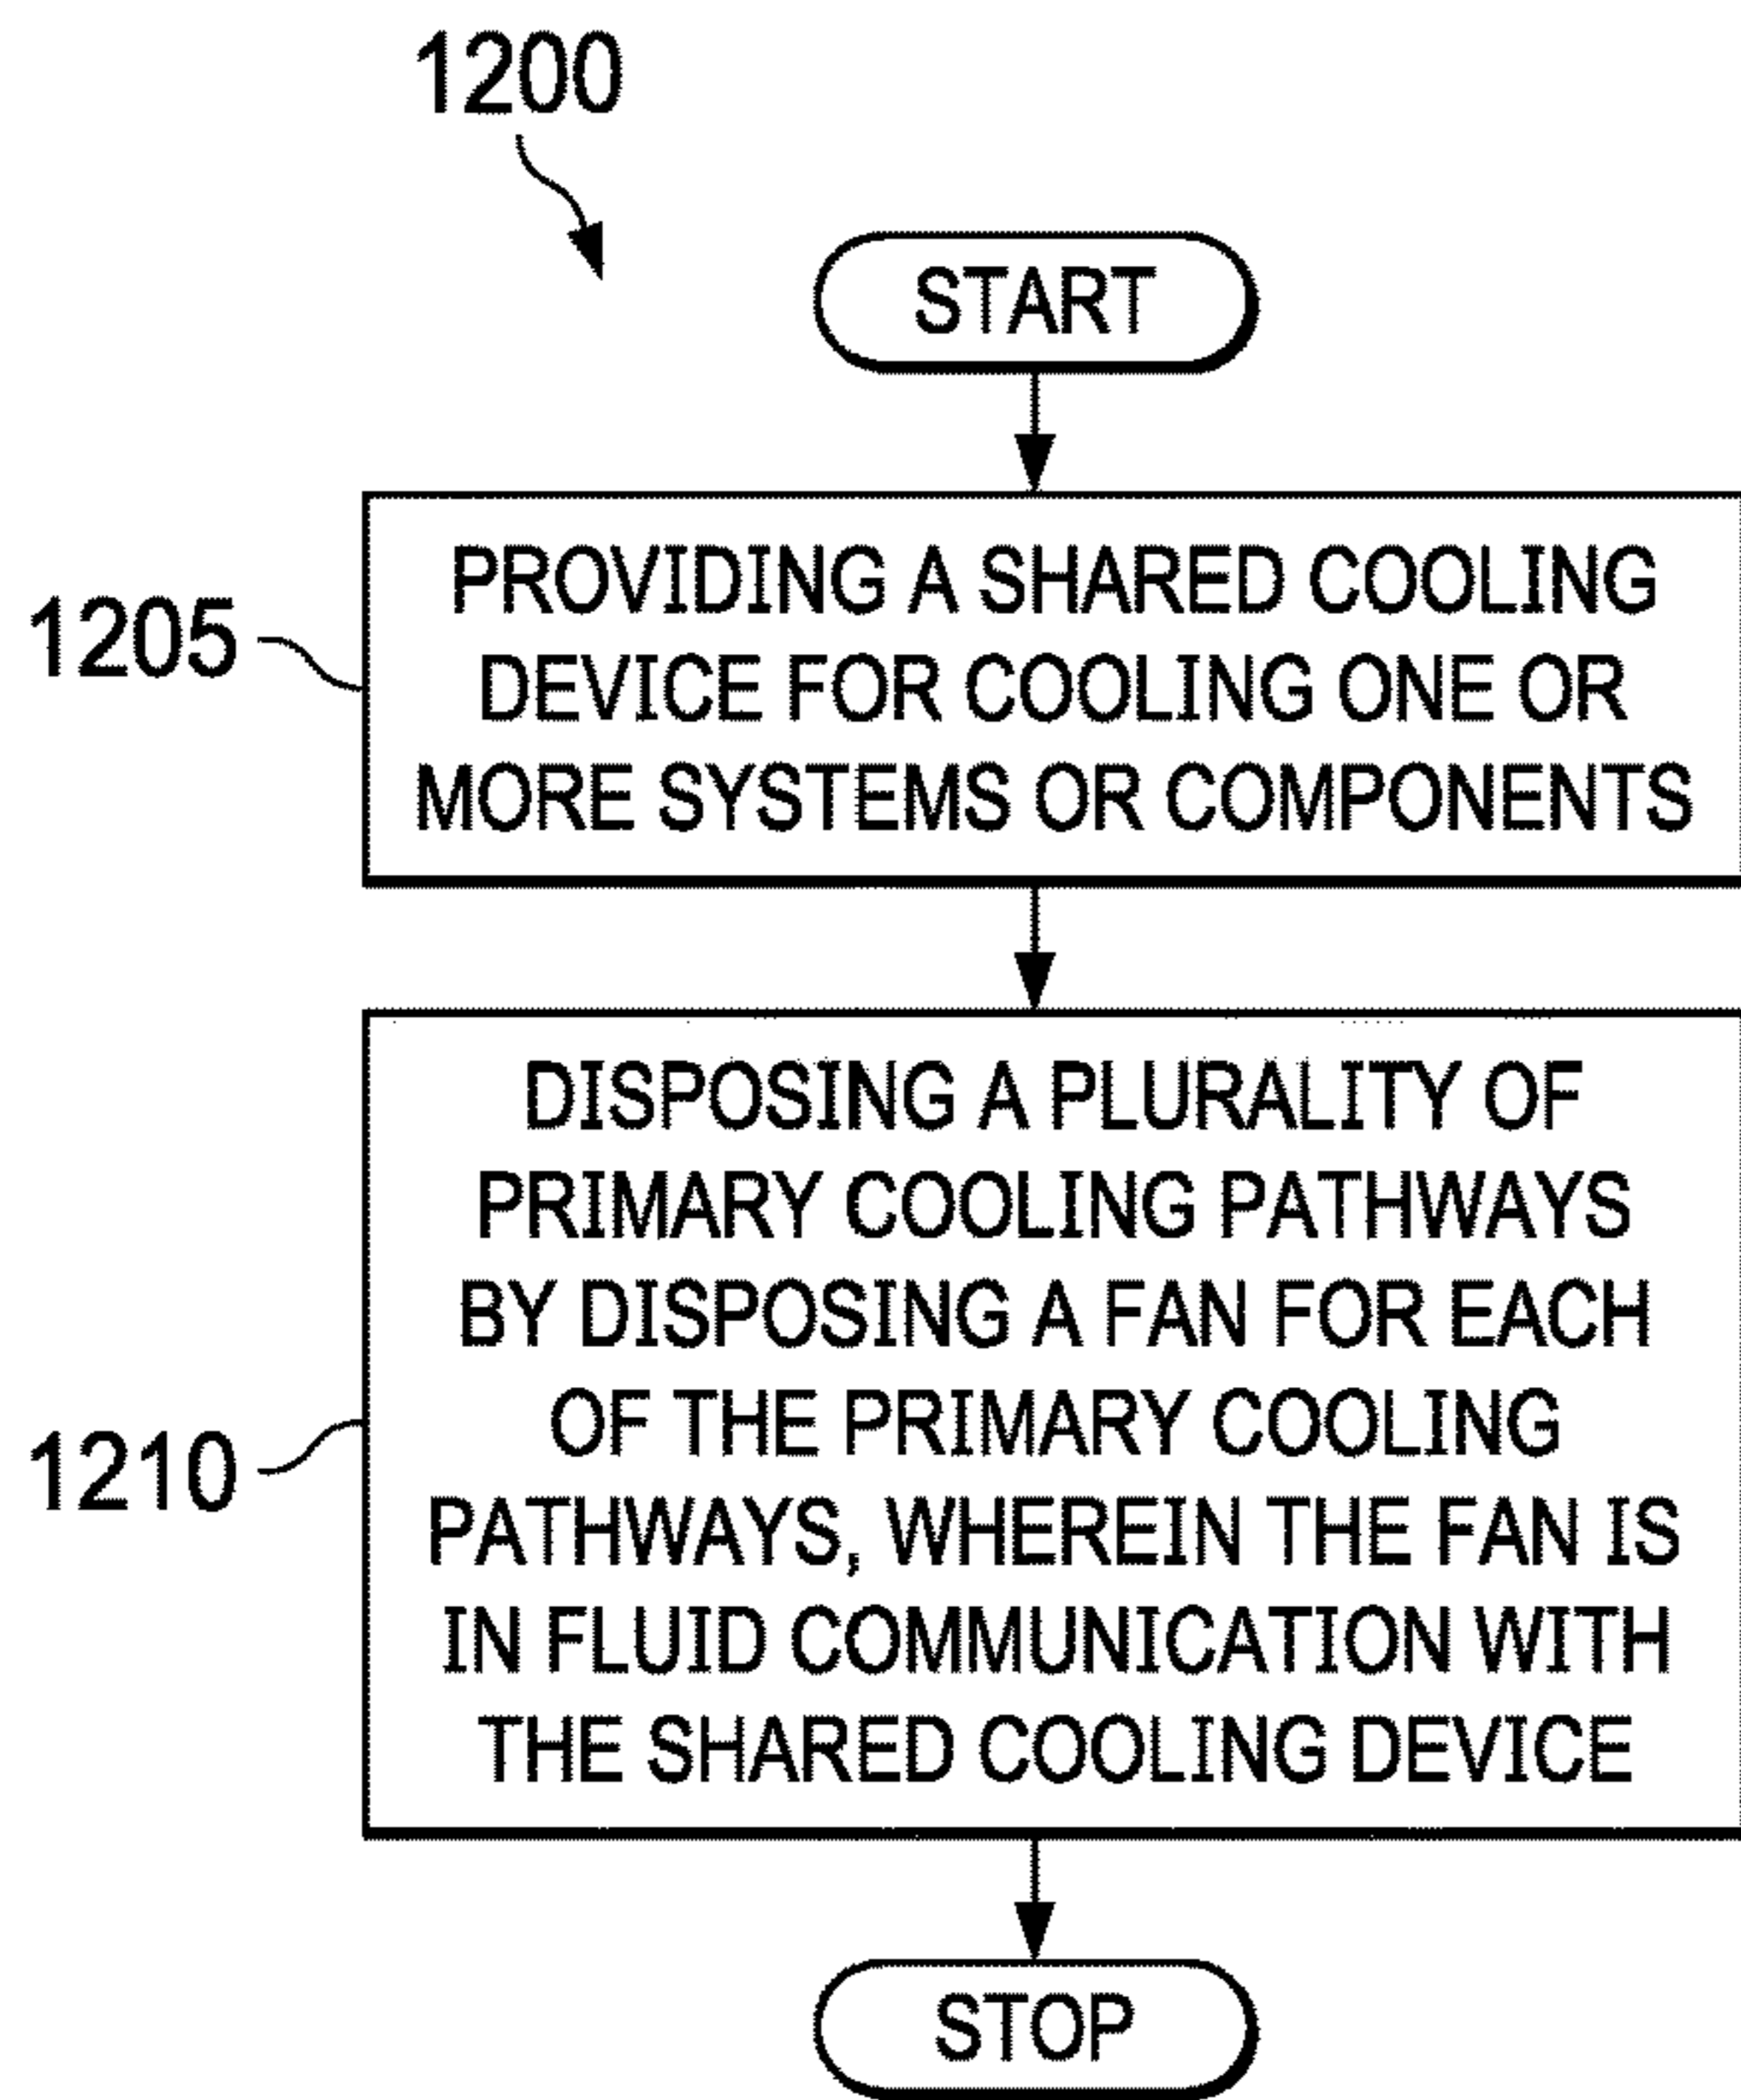 1200
START
1205
PROVIDING A SHARED COOLING
DEVICE FOR COOLING ONE OR
MORE SYSTEMS OR COMPONENTS
1210
DISPOSING A PLURALITY OF
PRIMARY COOLING PATHWAYS
BY DISPOSING A FAN FOR EACH
OF THE PRIMARY COOLING
PATHWAYS, WHEREIN THE FAN IS
IN FLUID COMMUNICATION WITH
THE SHARED COOLING DEVICE
STOP